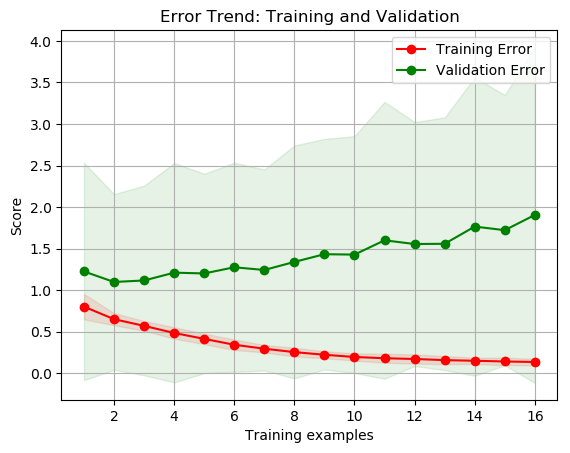 Error Trend: Training and Validation
Training Error
Validation Error
4.0
3.5
3.0
2.5
2.0
1.5
1.0
0.5
0.0
Score
2 4 6 8 10 12 14 16
Training examples